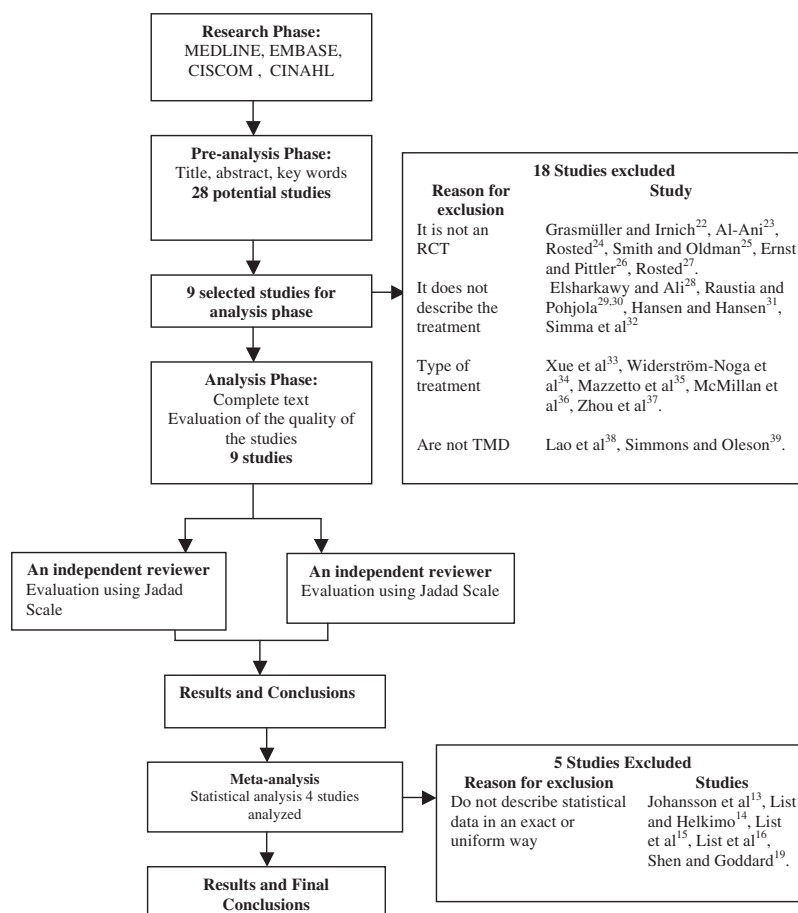 Research Phase:
MEDLINE, EMBASE,
CISCOM , CINAHL
Pre-analysis Phase:
Title, abstract, key words
28 potential studies
9 selected studies for
analysis phase
18 Studies excluded
Reason for exclusion
Study
It is not an RCT
Grasmüller and Irnich22, Al-Ani23,
Rosted24, Smith and Oldman25, Ernst
and Pittler26, Rosted27.
It does not describe the treatment
Elsharkawy and Ali28, Raustia and
Pohjola29,30, Hansen and Hansen31,
Simma et al32
Type of treatment
Xue et al33, Widerström-Noga et
al34, Mazzetto et al35, McMillan et
al36, Zhou et al37.
Are not TMD
Lao et al38, Simmons and Oleson39.
Analysis Phase:
Complete text
Evaluation of the quality of
the studies
9 studies
An independent reviewer
Evaluation using Jadad
Scale
An independent reviewer
Evaluation using Jadad Scale
Results and Conclusions
Meta-analysis
Statistical analysis 4 studies
analyzed
5 Studies Excluded
Reason for exclusion
Studies
Do not describe statistical
data in an exact or
uniform way
Johansson et al13, List
and Helkimo14, List
et al15, List et al16,
Shen and Goddard19.
Results and Final
Conclusions